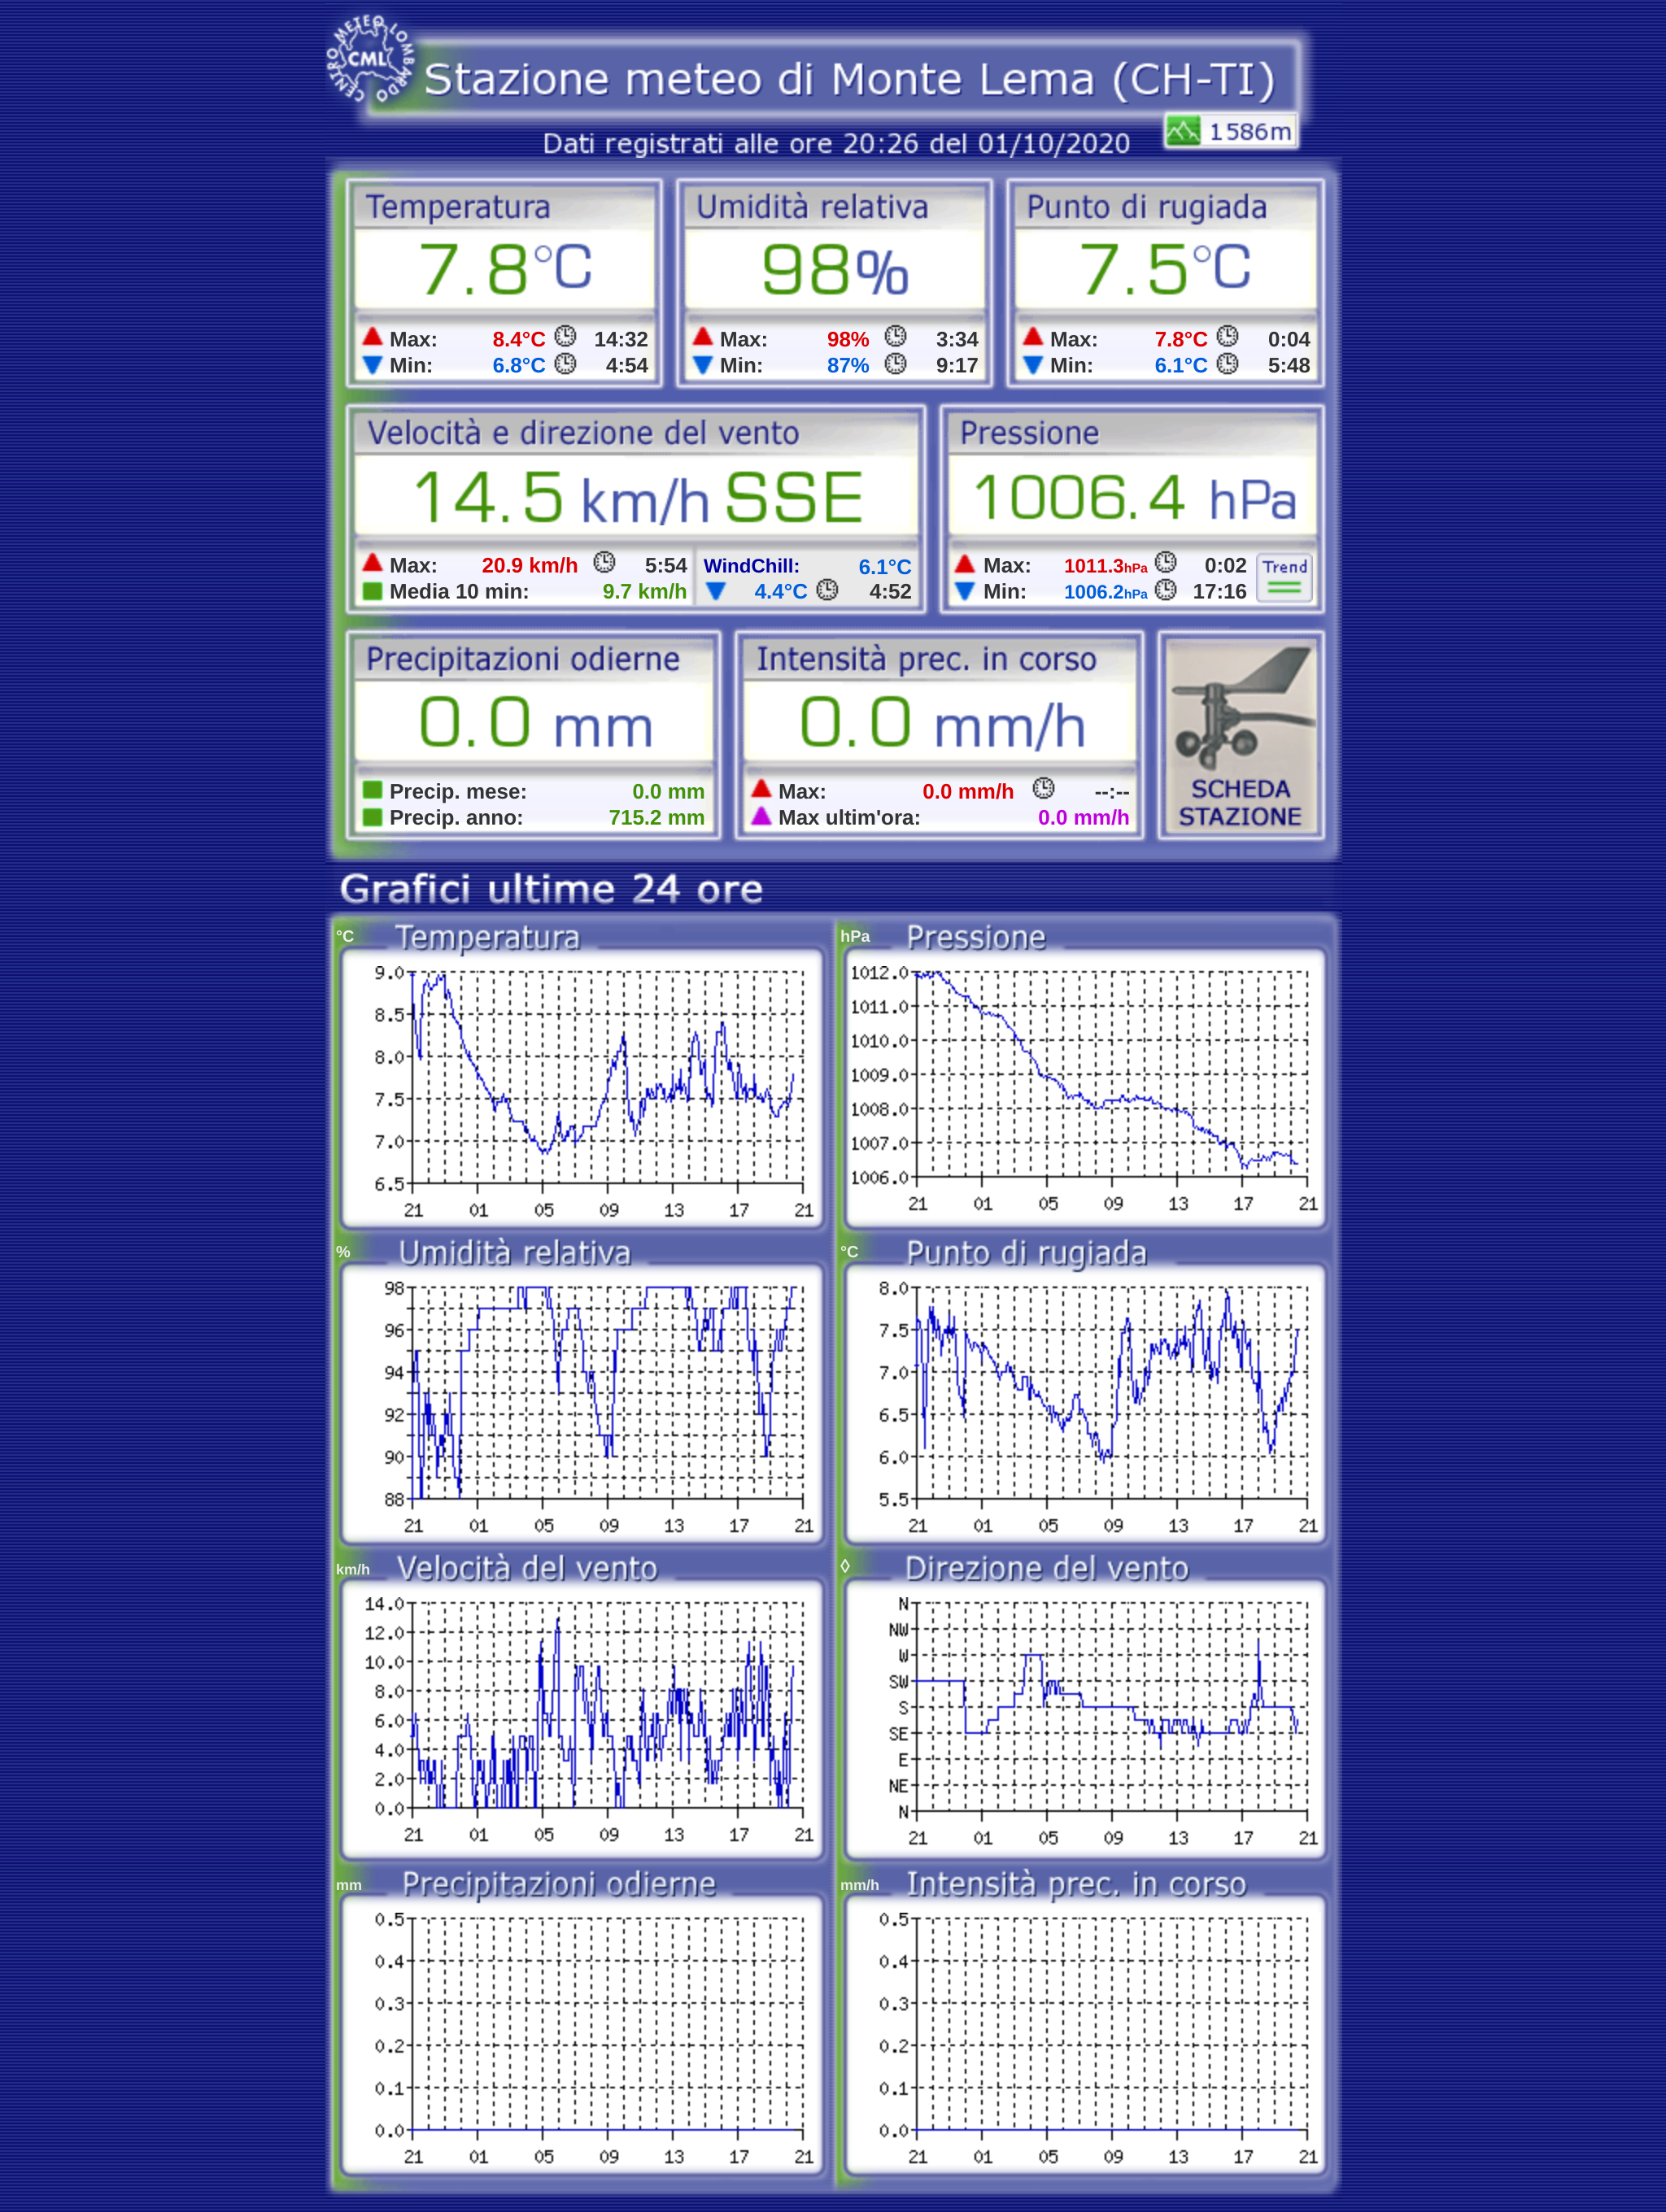 CENTRO METEO LOMBARDO
CML
Stazione meteo di Monte Lema (CH-TI)
1586m
Dati registrati alle ore 20:26 del 01/10/2020
Temperatura
7.8°C
Max: 8.4°C 14:32
Min: 6.8°C 4:54
Umidità relativa
98%
Max: 98% 3:34
Min: 87% 9:17
Punto di rugiada
7.5°C
Max: 7.8°C 0:04
Min: 6.1°C 5:48
Velocità e direzione del vento
14.5 km/h SSE
Max: 20.9 km/h 5:54
Media 10 min: 9.7 km/h
WindChill: 6.1°C
4.4°C 4:52
Pressione
1006.4 hPa
Max: 1011.3hPa 0:02
Min: 1006.2hPa 17:16
Trend
Precipitazioni odierne
0.0 mm
Precip. mese: 0.0 mm
Precip. anno: 715.2 mm
Intensità prec. in corso
0.0 mm/h
Max: 0.0 mm/h --:--
Max ultim'ora: 0.0 mm/h
SCHEDA
STAZIONE
Grafici ultime 24 ore
°C Temperatura
9.0
8.5
8.0
7.5
7.0
6.5
21 01 05 09 13 17 21
hPa Pressione
1012.0
1011.0
1010.0
1009.0
1008.0
1007.0
1006.0
21 01 05 09 13 17 21
% Umidità relativa
98
96
94
92
90
88
21 01 05 09 13 17 21
°C Punto di rugiada
8.0
7.5
7.0
6.5
6.0
5.5
21 01 05 09 13 17 21
km/h Velocità del vento
14.0
12.0
10.0
8.0
6.0
4.0
2.0
0.0
21 01 05 09 13 17 21
◊ Direzione del vento
N
NW
W
SW
S
SE
E
NE
N
21 01 05 09 13 17 21
mm Precipitazioni odierne
0.5
0.4
0.3
0.2
0.1
0.0
21 01 05 09 13 17 21
mm/h Intensità prec. in corso
0.5
0.4
0.3
0.2
0.1
0.0
21 01 05 09 13 17 21